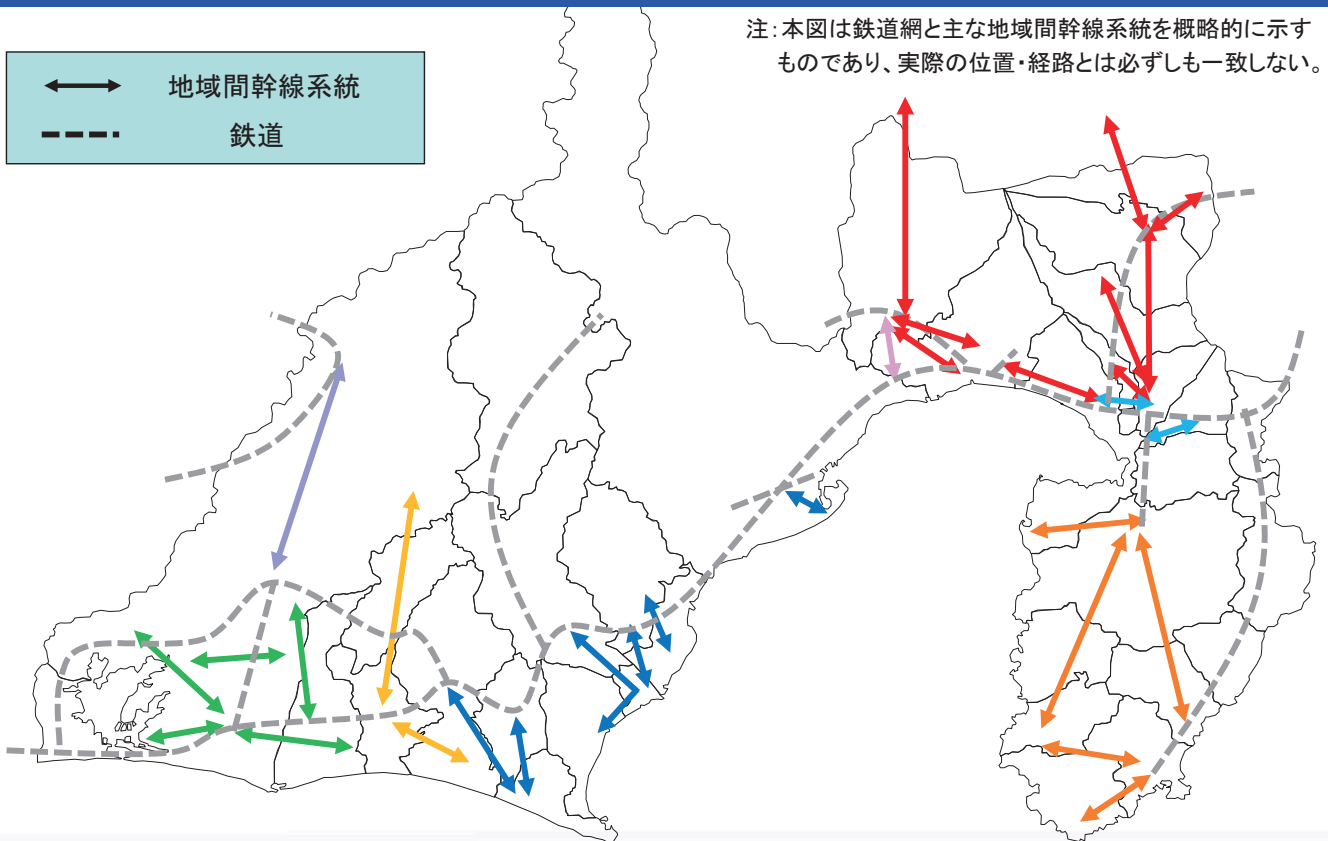 注：本図は鉄道網と主な地域間幹線系統を概略的に示す
ものであり、実際の位置・経路とは必ずしも一致しない。
地域間幹線系統
鉄道